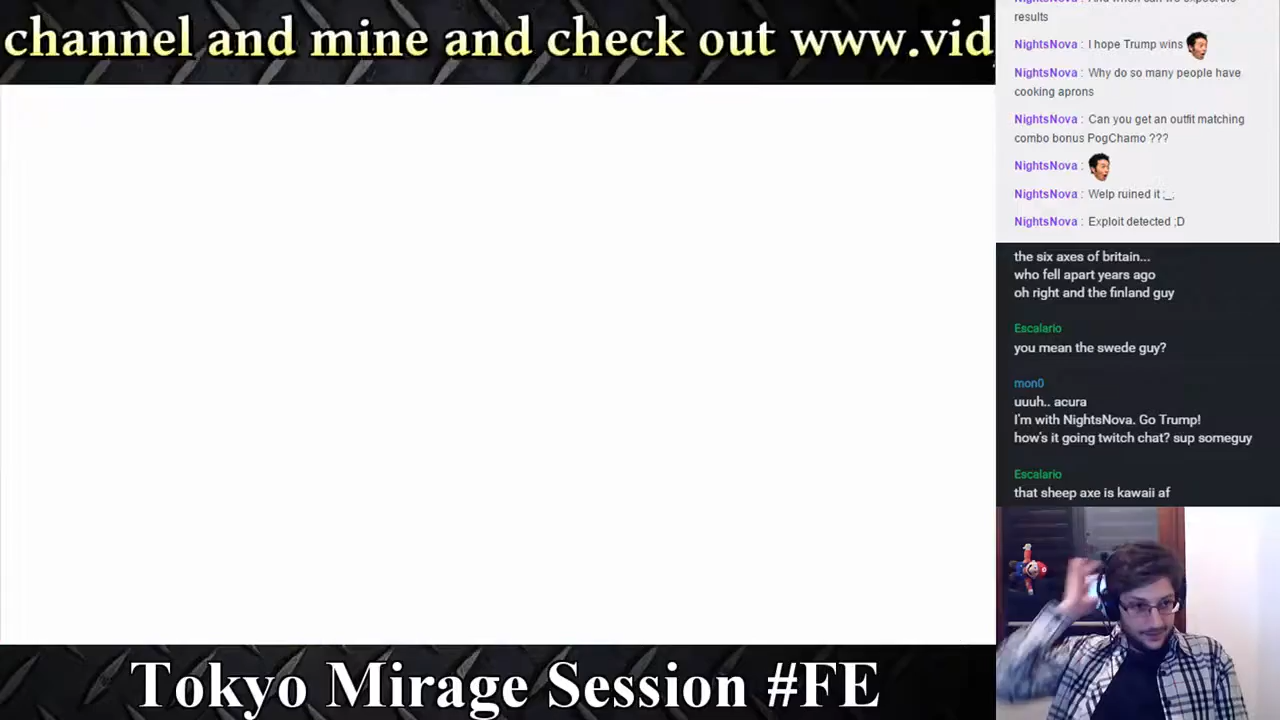 channel and mine and check out www.vid
results
NightsNova : I hope Trump wins
NightsNova : Why do so many people have
cooking aprons
NightsNova : Can you get an outfit matching
combo bonus PogChamo ???
NightsNova :
NightsNova : Welp ruined it ;_;
NightsNova : Exploit detected ;D
the six axes of britain...
who fell apart years ago
oh right and the finland guy
Escalario
you mean the swede guy?
mon0
uuuh.. acura
I'm with NightsNova. Go Trump!
how's it going twitch chat? sup someguy
Escalario
that sheep axe is kawaii af
Tokyo Mirage Session #FE